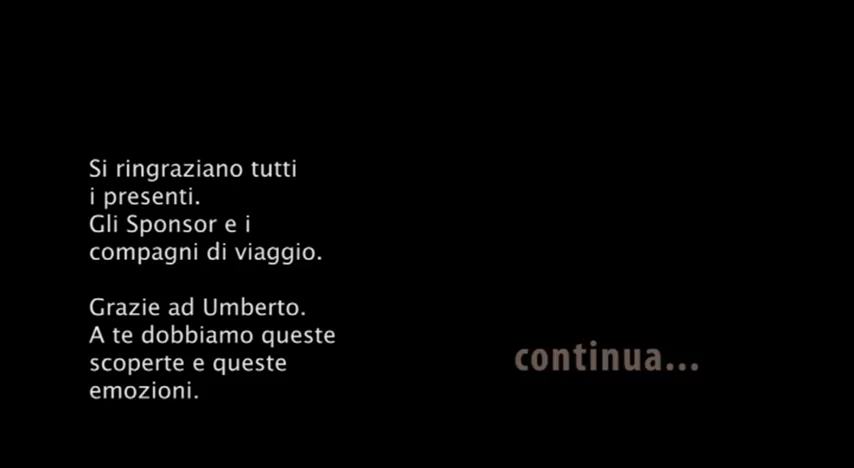 Si ringraziano tutti
i presenti.
Gli Sponsor e i
compagni di viaggio.
Grazie ad Umberto.
A te dobbiamo queste
scoperte e queste
emozioni.
continua...